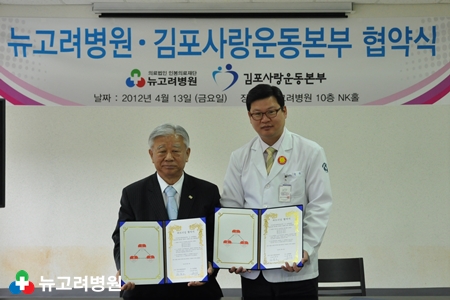 뉴고려병원 · 김포사랑운동본부 협약식
의료법인 인봉의료재단
뉴고려병원
김포사랑운동본부
날짜 : 2012년 4월 13일 (금요일)
고려병원 10층 NK홀
뉴고려병원